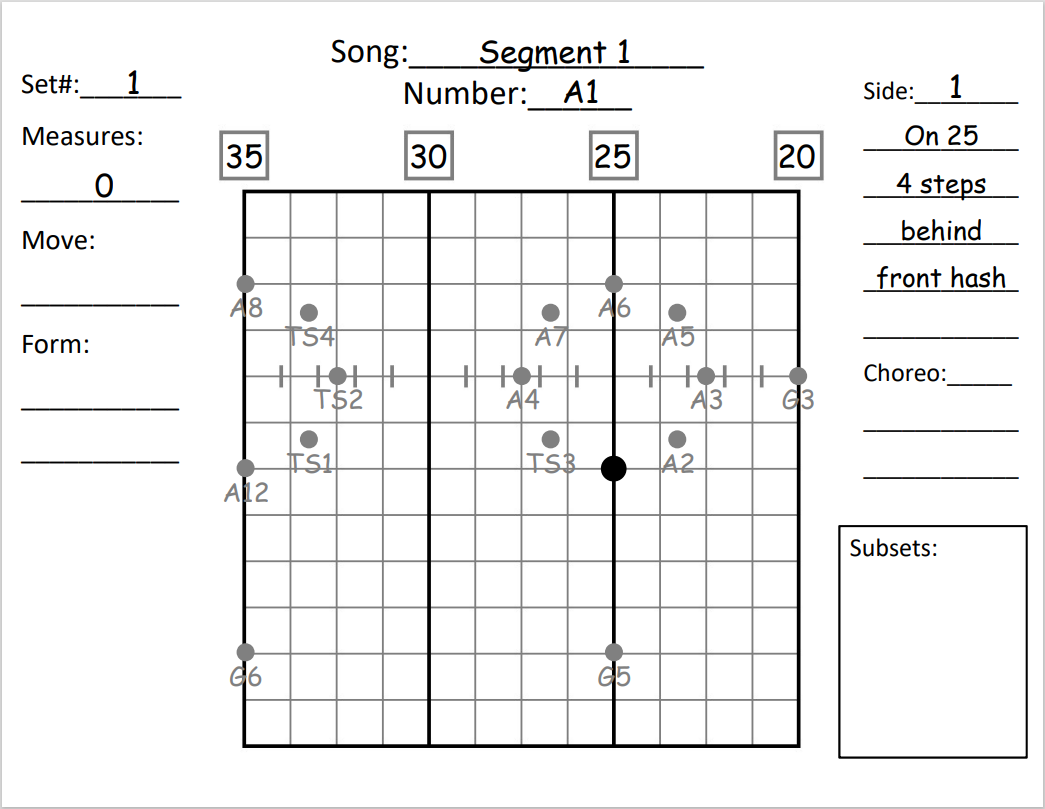 Song: Segment 1
Number: A1
Set#: 1
Measures:
0
Move:
Form:
35 30 25 20
A8 A6
TS4 A7 A5
TS2 A4 A3 G3
TS1 TS3 A2
A12
G6 G5
Side: 1
On 25
4 steps
behind
front hash
Choreo:
Subsets: